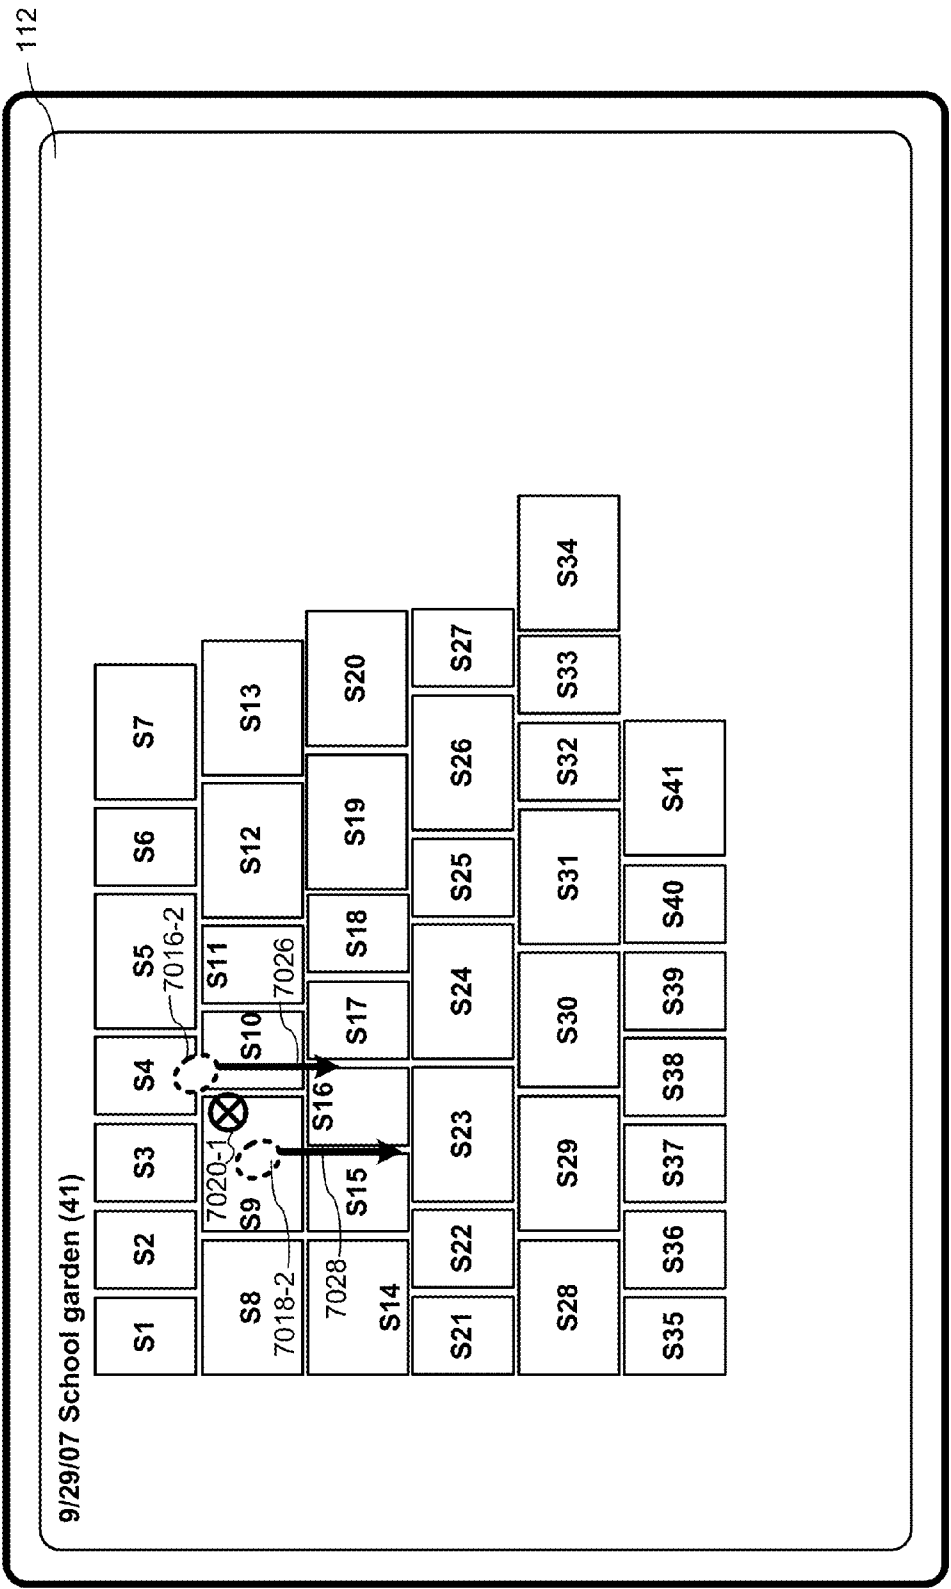 112
9/29/07 School garden (41)
S1 S2 S3 S4 S5 S6 S7
7016-2
S8 S9 S10 S11 S12 S13
7020-1
7018-2
7026
S14 S15 S16 S17 S18 S19 S20
7028
S21 S22 S23 S24 S25 S26 S27
S28 S29 S30 S31 S32 S33 S34
S35 S36 S37 S38 S39 S40 S41